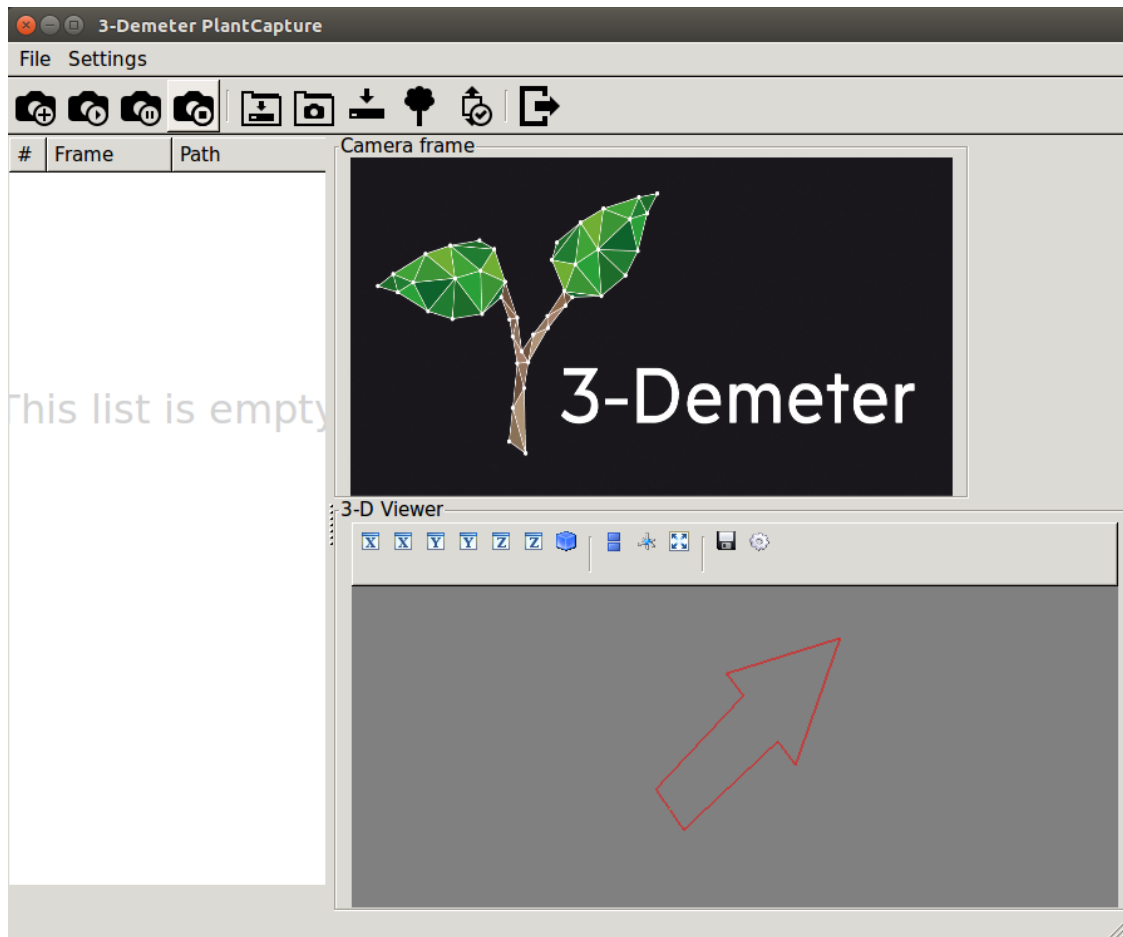 3-Demeter PlantCapture
File Settings
# Frame Path
This list is empty
Camera frame
3-Demeter
3-D Viewer
X X Y Y Z Z